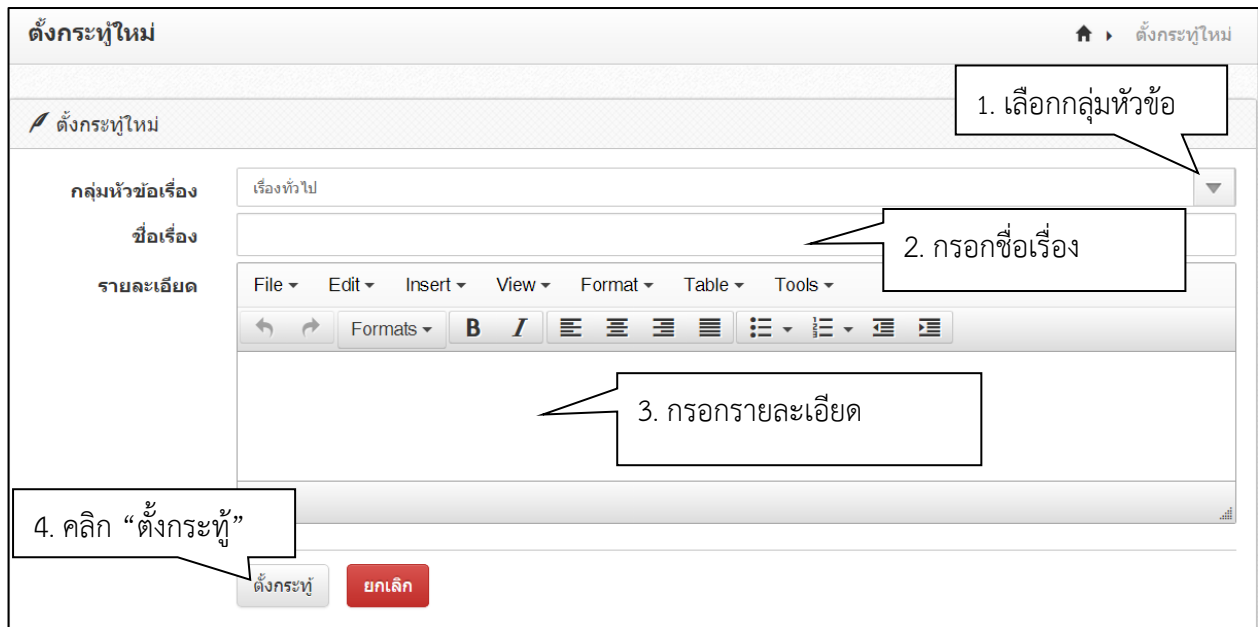 ตั้งกระทู้ใหม่
ตั้งกระทู้ใหม่
1. เลือกกลุ่มหัวข้อ
ตั้งกระทู้ใหม่
กลุ่มหัวข้อเรื่อง เรื่องทั่วไป
ชื่อเรื่อง
2. กรอกชื่อเรื่อง
รายละเอียด File Edit Insert View Format Table Tools
Formats B I
3. กรอกรายละเอียด
4. คลิก “ตั้งกระทู้”
ตั้งกระทู้ ยกเลิก